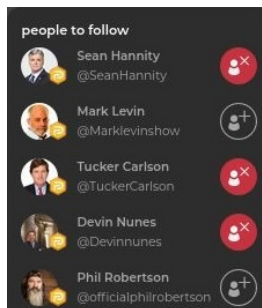 people to follow
Sean Hannity
@SeanHannity
Mark Levin
@Marklevinshow
Tucker Carlson
@TuckerCarlson
Devin Nunes
@Devinnunes
Phil Robertson
@officialphilrobertson